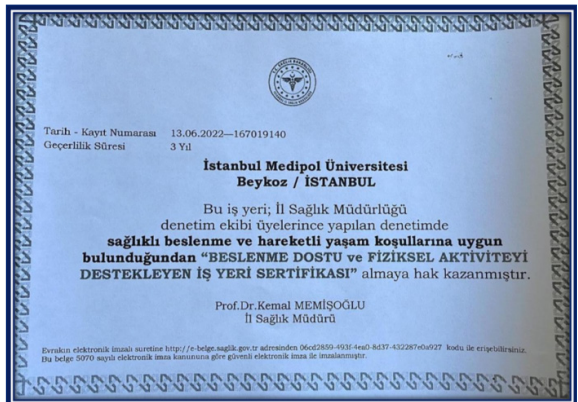 Tarih - Kayıt Numarası 13.06.2022—167019140
Geçerlilik Süresi 3 Yıl
İstanbul Medipol Üniversitesi
Beykoz / İSTANBUL
Bu iş yeri; İl Sağlık Müdürlüğü
denetim ekibi üyelerince yapılan denetimde
sağlıklı beslenme ve hareketli yaşam koşullarına uygun
bulunduğundan “BESLENME DOSTU ve FİZİKSEL AKTİVİTEYİ
DESTEKLEYEN İŞ YERİ SERTİFİKASI” almaya hak kazanmıştır.
Prof.Dr.Kemal MEMİŞOĞLU
İl Sağlık Müdürü
Evrakın elektronik imzalı suretine http://e-belge.saglik.gov.tr adresinden 06cd2859-493f-4ea0-8d37-432287e0a927 kodu ile erişebilirsiniz.
Bu belge 5070 sayılı elektronik imza kanununa göre güvenli elektronik imza ile imzalanmıştır.